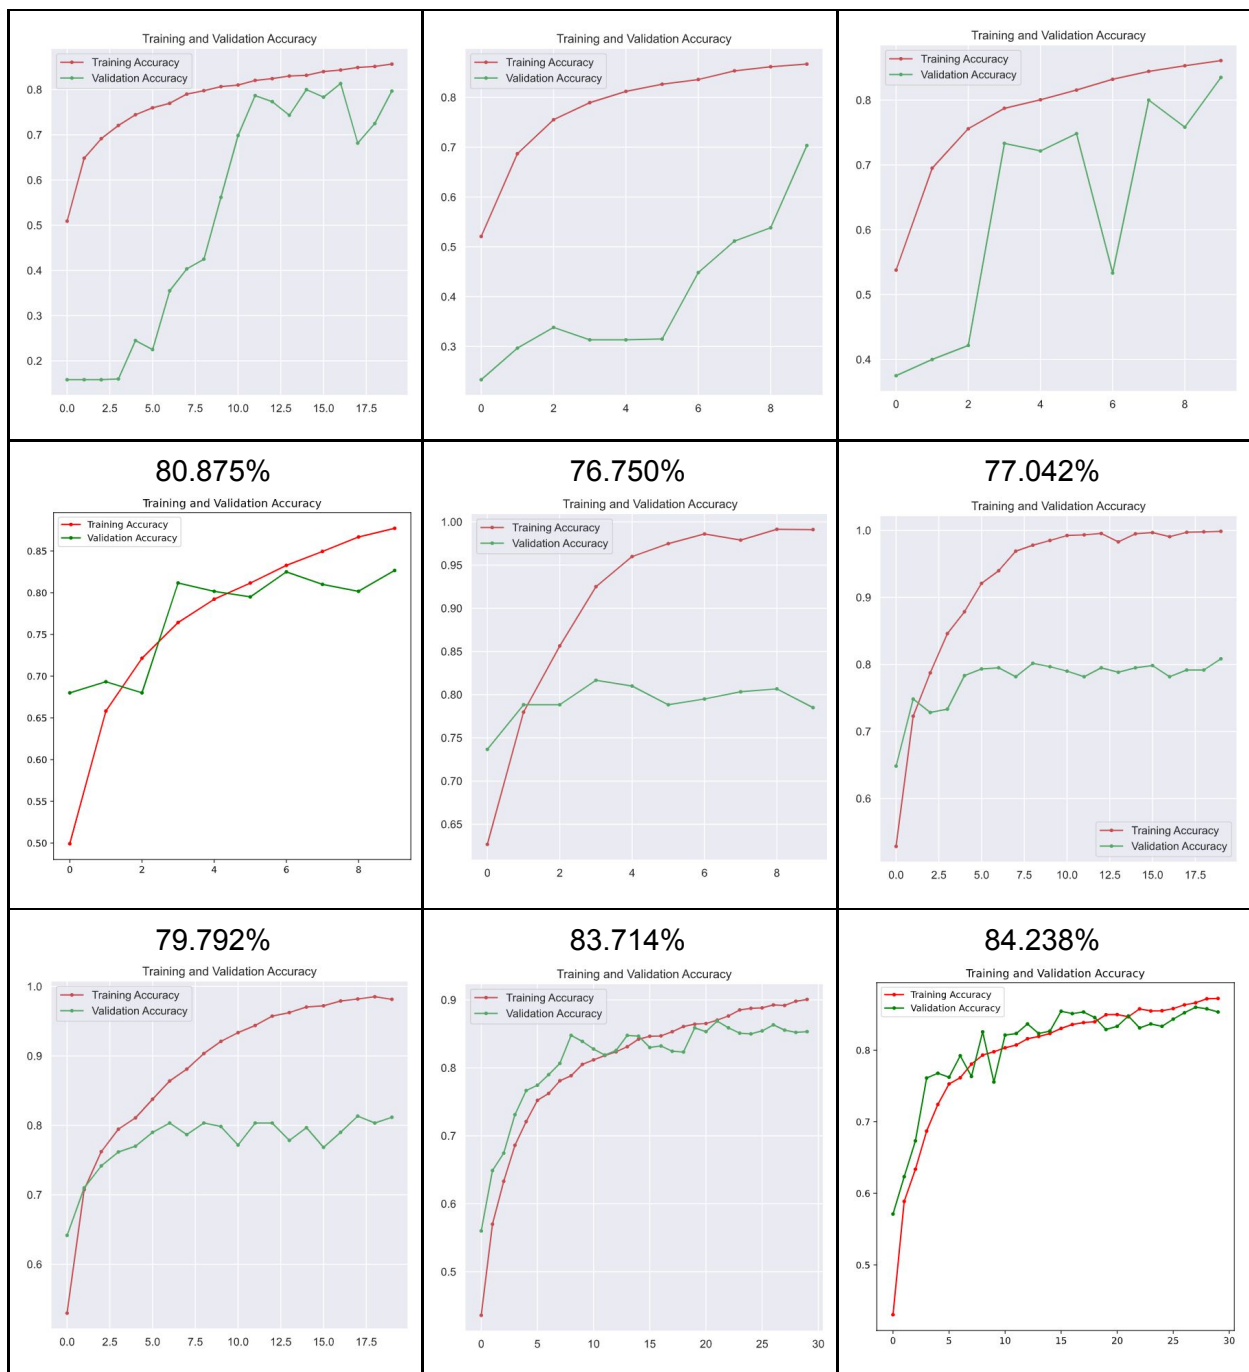 Training and Validation Accuracy
Training Accuracy
Validation Accuracy
0.8
0.7
0.6
0.5
0.4
0.3
0.2
0.0 2.5 5.0 7.5 10.0 12.5 15.0 17.5
Training and Validation Accuracy
Training Accuracy
Validation Accuracy
0.8
0.7
0.6
0.5
0.4
0.3
0 2 4 6 8
Training and Validation Accuracy
Training Accuracy
Validation Accuracy
0.8
0.7
0.6
0.5
0.4
0 2 4 6 8
80.875%
Training and Validation Accuracy
Training Accuracy
Validation Accuracy
0.85
0.80
0.75
0.70
0.65
0.60
0.55
0.50
0 2 4 6 8
76.750%
Training and Validation Accuracy
1.00
Training Accuracy
Validation Accuracy
0.95
0.90
0.85
0.80
0.75
0.70
0.65
0 2 4 6 8
77.042%
Training and Validation Accuracy
1.0
0.9
0.8
0.7
0.6
Training Accuracy
Validation Accuracy
0.0 2.5 5.0 7.5 10.0 12.5 15.0 17.5
79.792%
Training and Validation Accuracy
1.0
Training Accuracy
Validation Accuracy
0.9
0.8
0.7
0.6
0.0 2.5 5.0 7.5 10.0 12.5 15.0 17.5
83.714%
Training and Validation Accuracy
0.9
Training Accuracy
Validation Accuracy
0.8
0.7
0.6
0.5
0 5 10 15 20 25 30
84.238%
Training and Validation Accuracy
Training Accuracy
Validation Accuracy
0.8
0.7
0.6
0.5
0 5 10 15 20 25 30